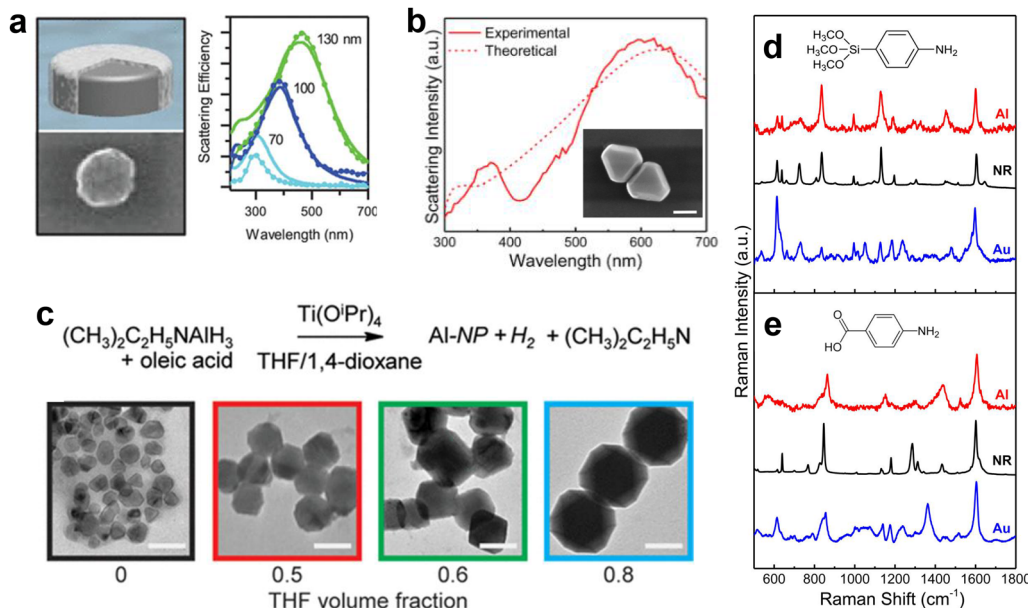 a
Scattering Efficiency
130 nm
100
70
300
500
700
Wavelength (nm)
b
Scattering Intensity (a.u.)
Experimental
Theoretical
300
400
500
600
700
Wavelength (nm)
c
(CH₃)₂C₂H₅NAlH₃
+ oleic acid
Ti(OⁱPr)₄
THF/1,4-dioxane
Al-NP + H₂ + (CH₃)₂C₂H₅N
0
0.5
0.6
0.8
THF volume fraction
Raman Intensity (a.u.)
d
H₃CO
H₃CO
H₃CO
Si
NH₂
Al
NR
Au
e
O
HO
NH₂
Al
NR
Au
600
800
1000
1200
1400
1600
1800
Raman Shift (cm⁻¹)